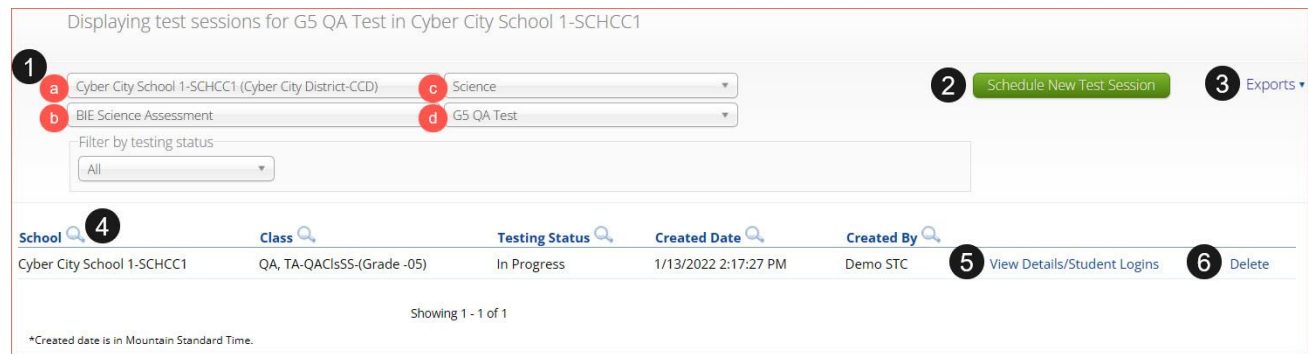 Displaying test sessions for G5 QA Test in Cyber City School 1-SCHCC1
1
a Cyber City School 1-SCHCC1 (Cyber City District-CCD) c Science 2 Schedule New Test Session 3 Exports
b BIE Science Assessment d G5 QA Test
Filter by testing status
All
School 4 Class Testing Status Created Date Created By
Cyber City School 1-SCHCC1 QA, TA-QAClsSS-(Grade -05) In Progress 1/13/2022 2:17:27 PM Demo STC 5 View Details/Student Logins 6 Delete
Showing 1 - 1 of 1
*Created date is in Mountain Standard Time.